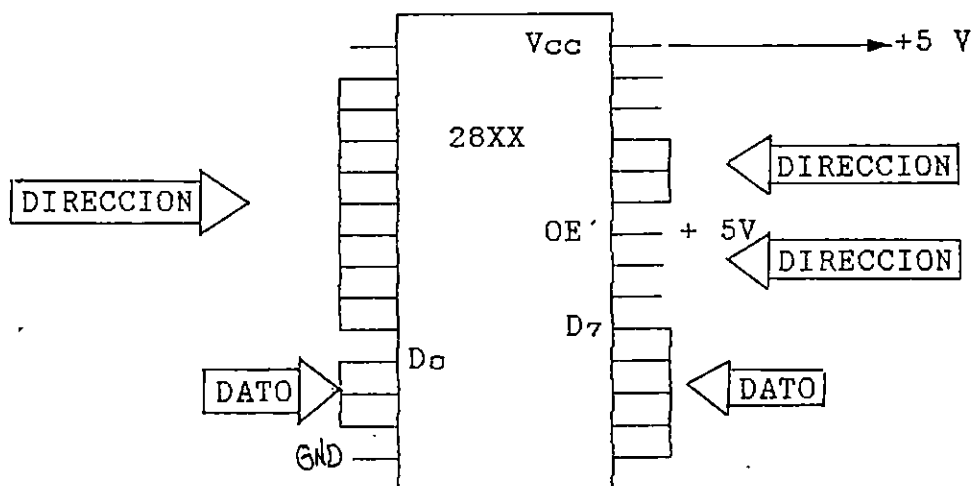 Vcc
+5 V
28XX
DIRECCION
DIRECCION
OE'
+ 5V
DIRECCION
D7
Do
DATO
DATO
GND